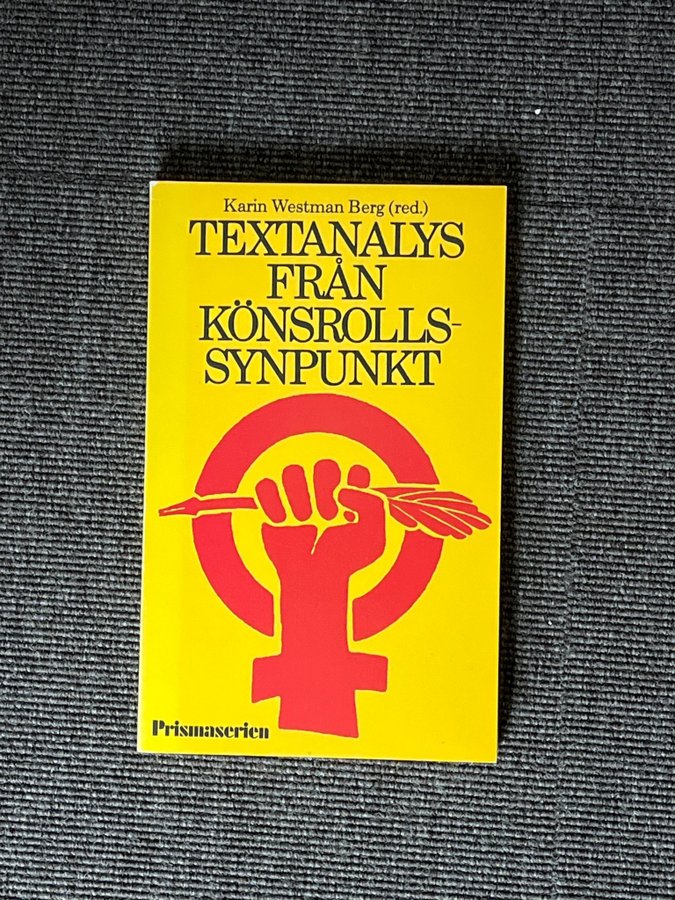 Karin Westman Berg (red.)
TEXTANALYS
FRÅN
KÖNSROLLS-
SYNPUNKT
Prismaserien